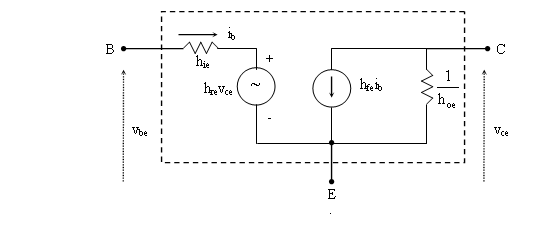 i_b
B
C
h_ie
+
h_re v_ce
~
-
h_fe i_b
1
h_oe
v_be
v_ce
E
.